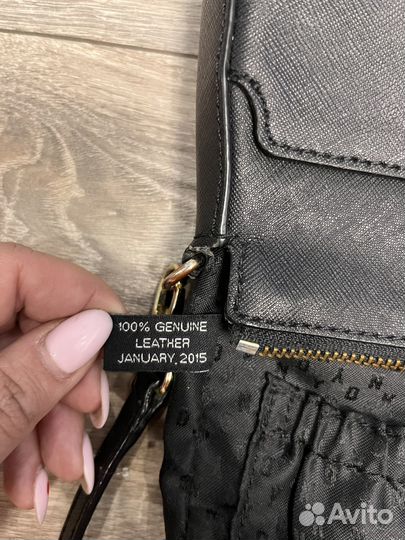 100% GENUINE
LEATHER
JANUARY, 2015
Avito